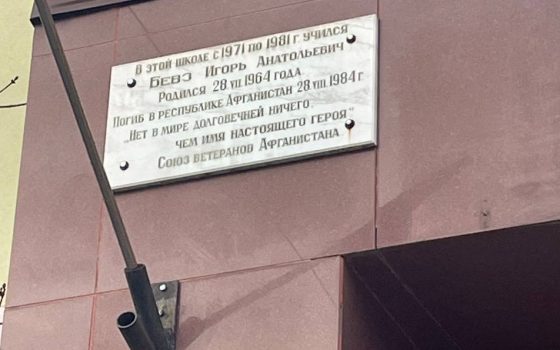 В этой школе с 1971 по 1981 г. учился
Бевз Игорь Анатольевич
Родился 28 VII 1964 года.
Погиб в республике Афганистан 28 VIII 1984 г.
„Нет в мире долговечней ничего,
чем имя настоящего героя"
Союз ветеранов Афганистана